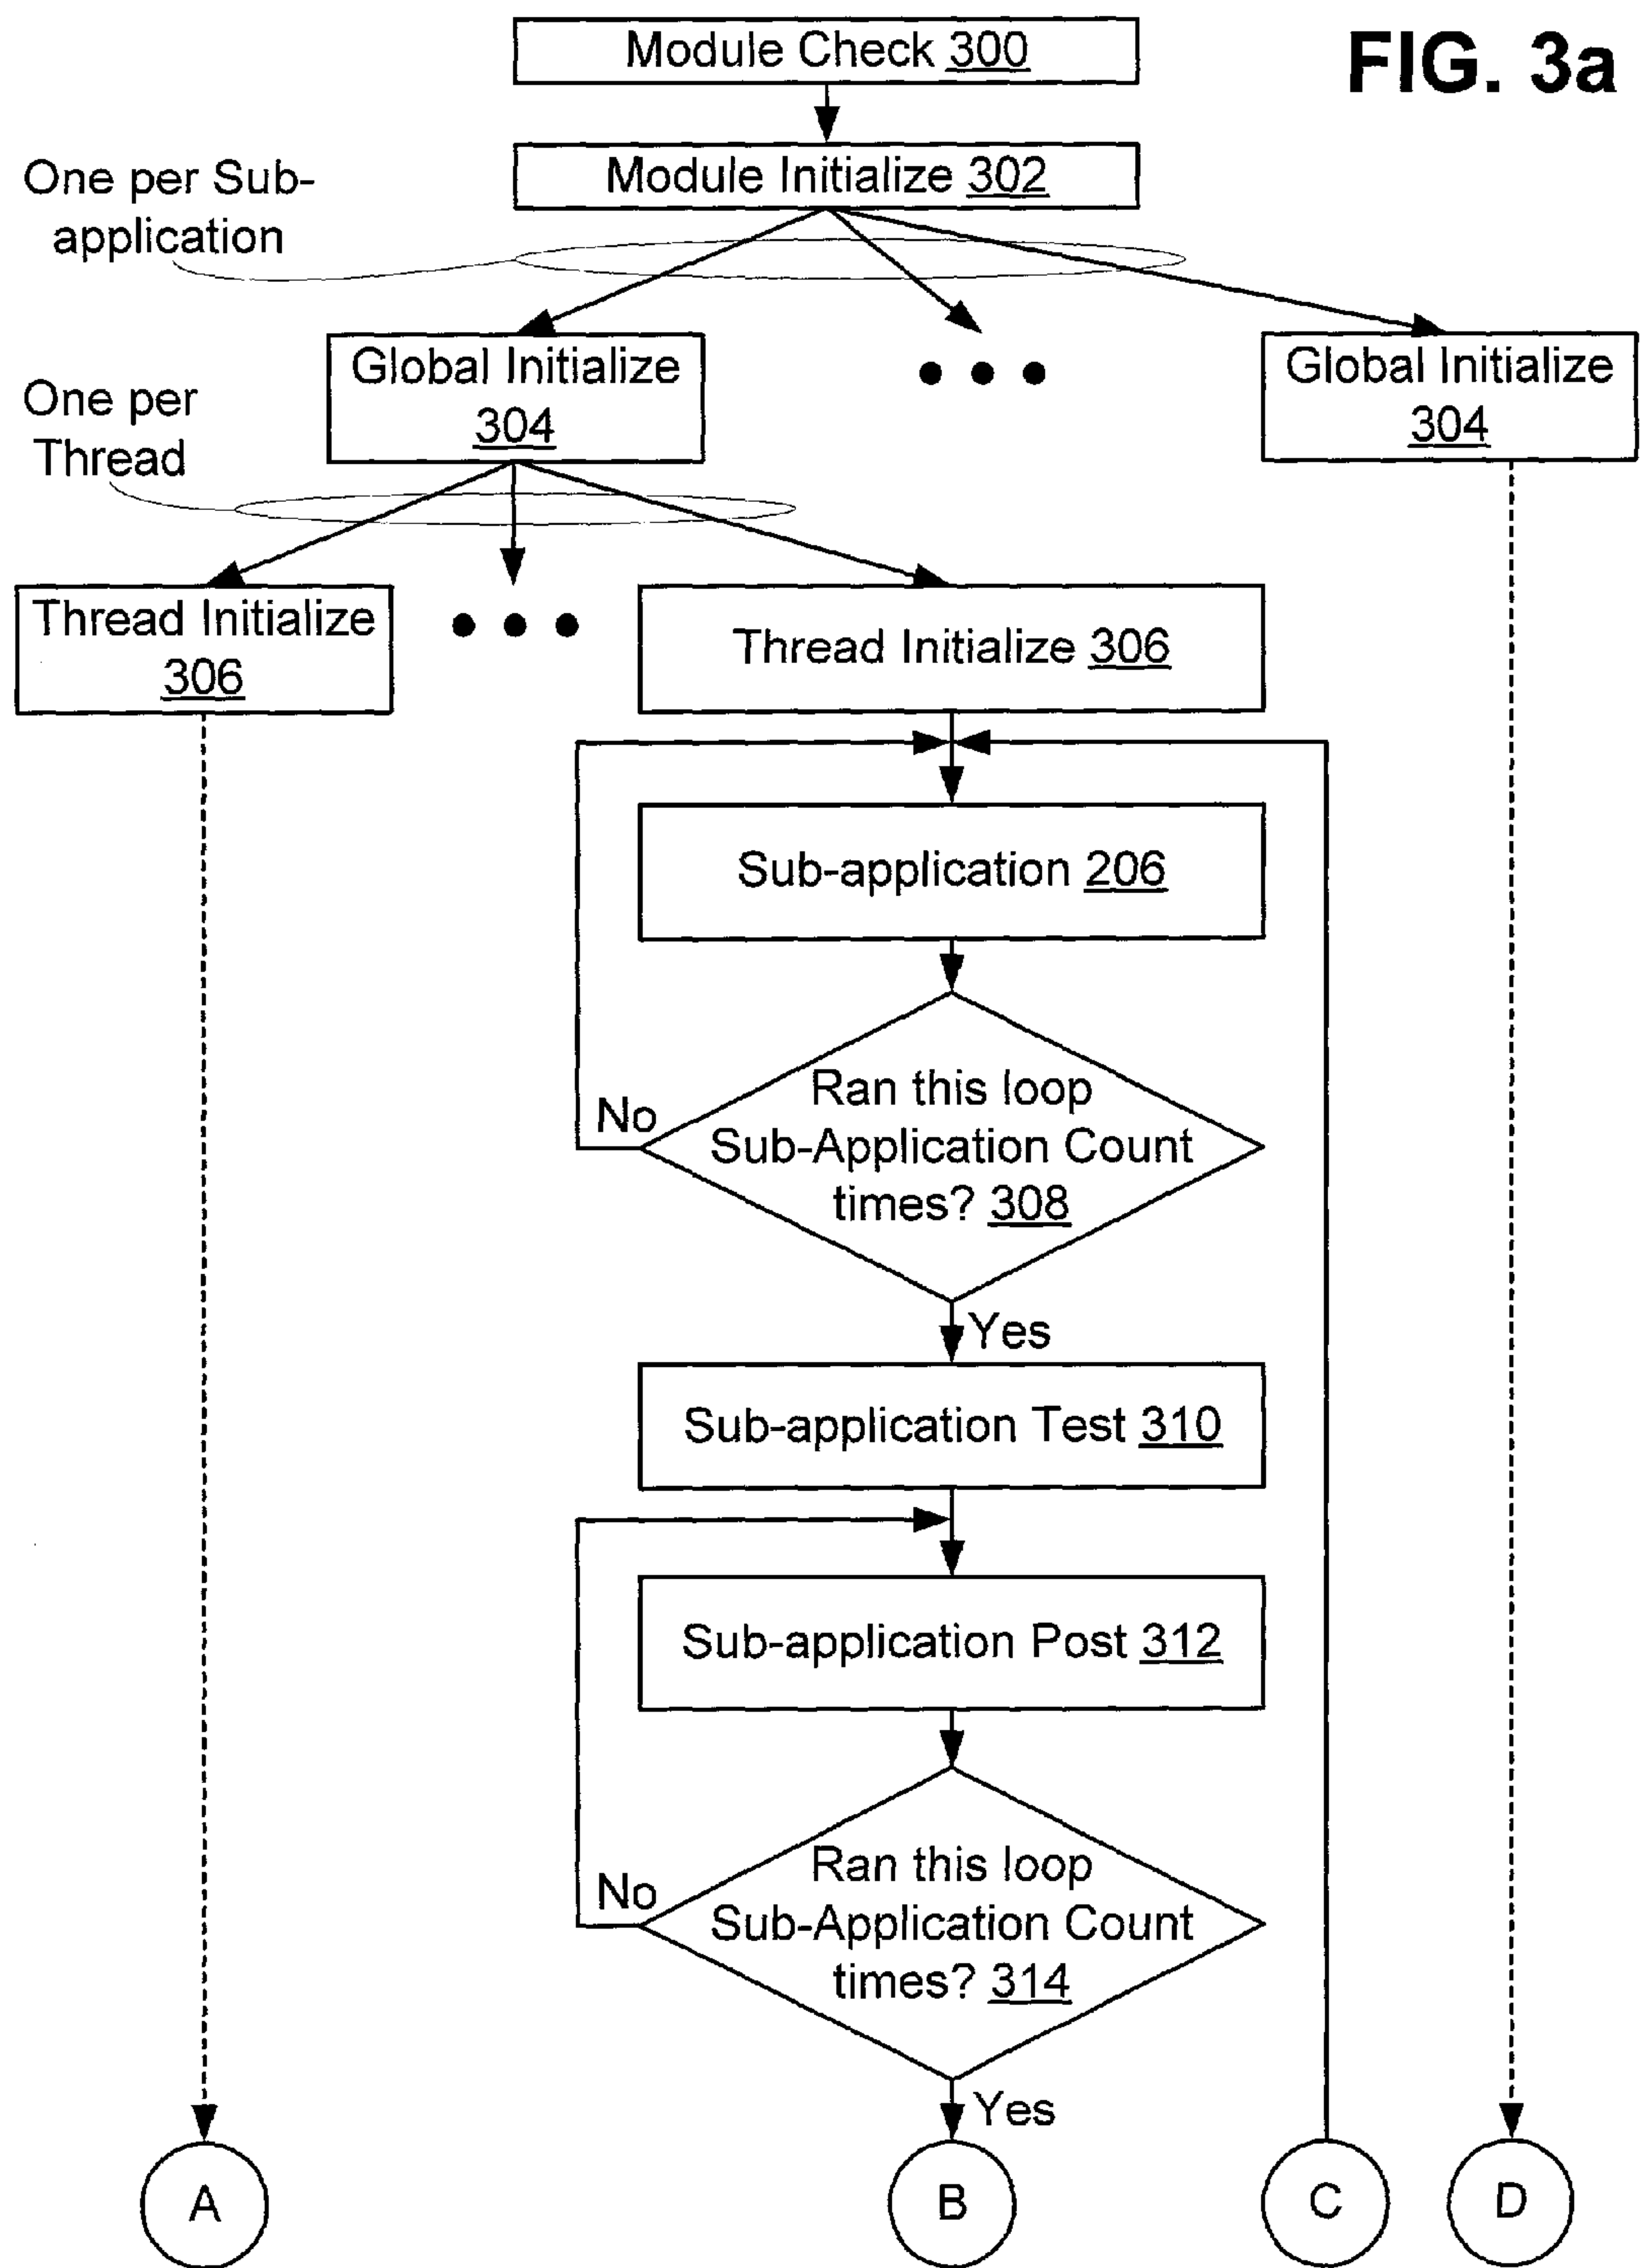 FIG. 3a
Module Check 300
Module Initialize 302
One per Sub-
application
Global Initialize
304
Global Initialize
304
One per
Thread
Thread Initialize
306
Thread Initialize 306
Sub-application 206
Ran this loop
Sub-Application Count
times? 308
No
Yes
Sub-application Test 310
Sub-application Post 312
Ran this loop
Sub-Application Count
times? 314
No
Yes
A
B
C
D